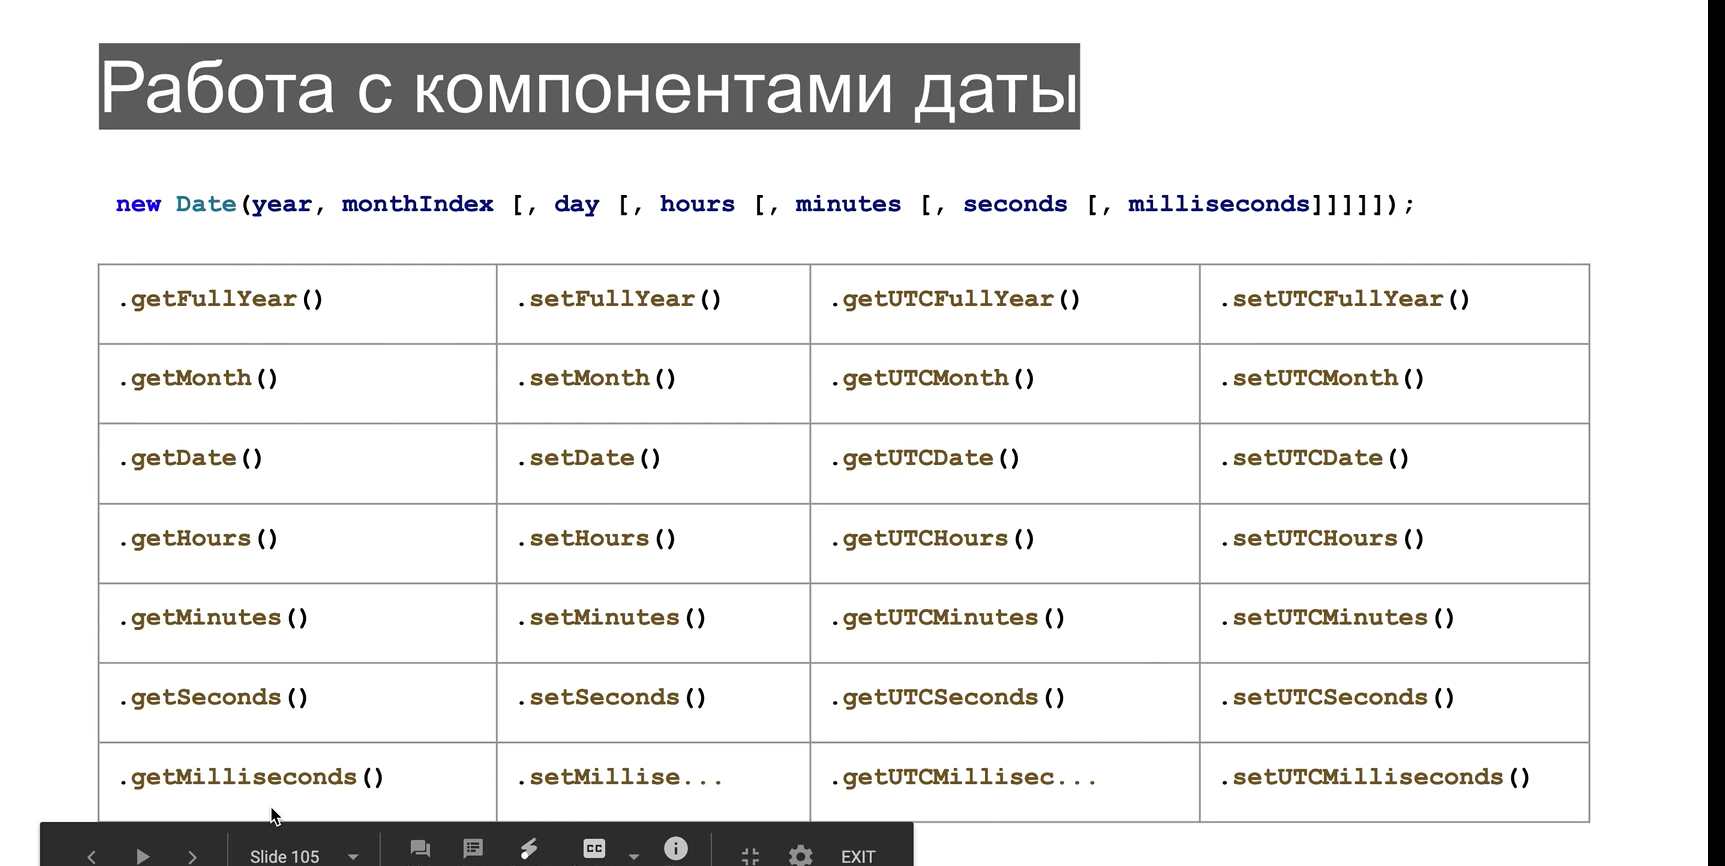 Работа с компонентами даты
new Date(year, monthIndex [, day [, hours [, minutes [, seconds [, milliseconds]]]]]);
.getFullYear() .setFullYear() .getUTCFullYear() .setUTCFullYear()
.getMonth() .setMonth() .getUTCMonth() .setUTCMonth()
.getDate() .setDate() .getUTCDate() .setUTCDate()
.getHours() .setHours() .getUTCHours() .setUTCHours()
.getMinutes() .setMinutes() .getUTCMinutes() .setUTCMinutes()
.getSeconds() .setSeconds() .getUTCSeconds() .setUTCSeconds()
.getMilliseconds() .setMillise... .getUTCMillisec... .setUTCMilliseconds()
Slide 105 CC EXIT